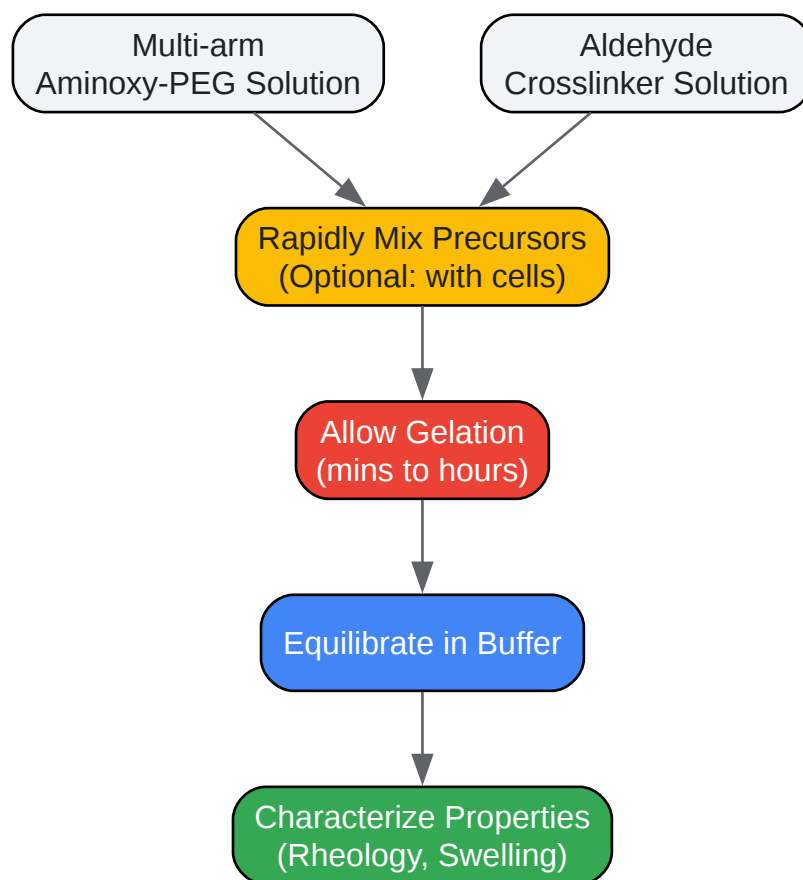 Multi-arm
Aminoxy-PEG Solution
Aldehyde
Crosslinker Solution
Rapidly Mix Precursors
(Optional: with cells)
Allow Gelation
(mins to hours)
Equilibrate in Buffer
Characterize Properties
(Rheology, Swelling)